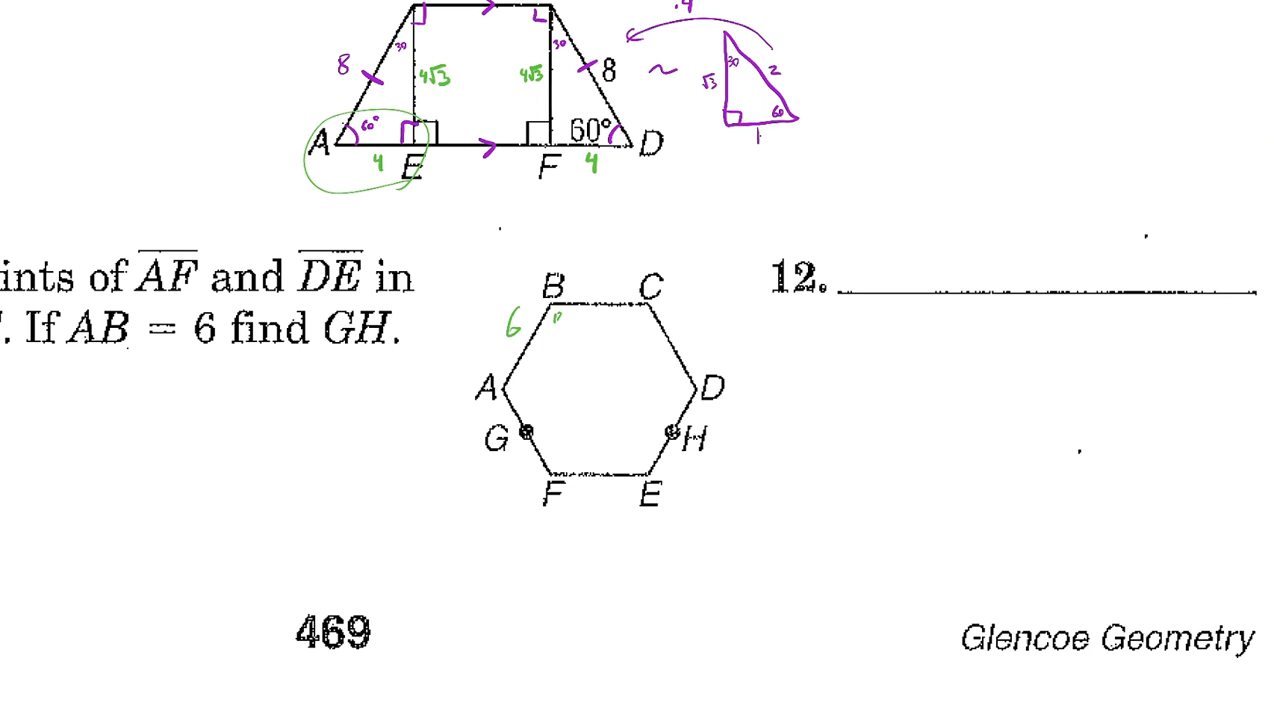 .4
30
30
8
4√3
4√3
8
~
√3
30
2
60
1
A
60°
60°
D
4
E
F
4
ints of AF and DE in
. If AB = 6 find GH.
12.
B
C
6
A
D
G
H
F
E
469
Glencoe Geometry